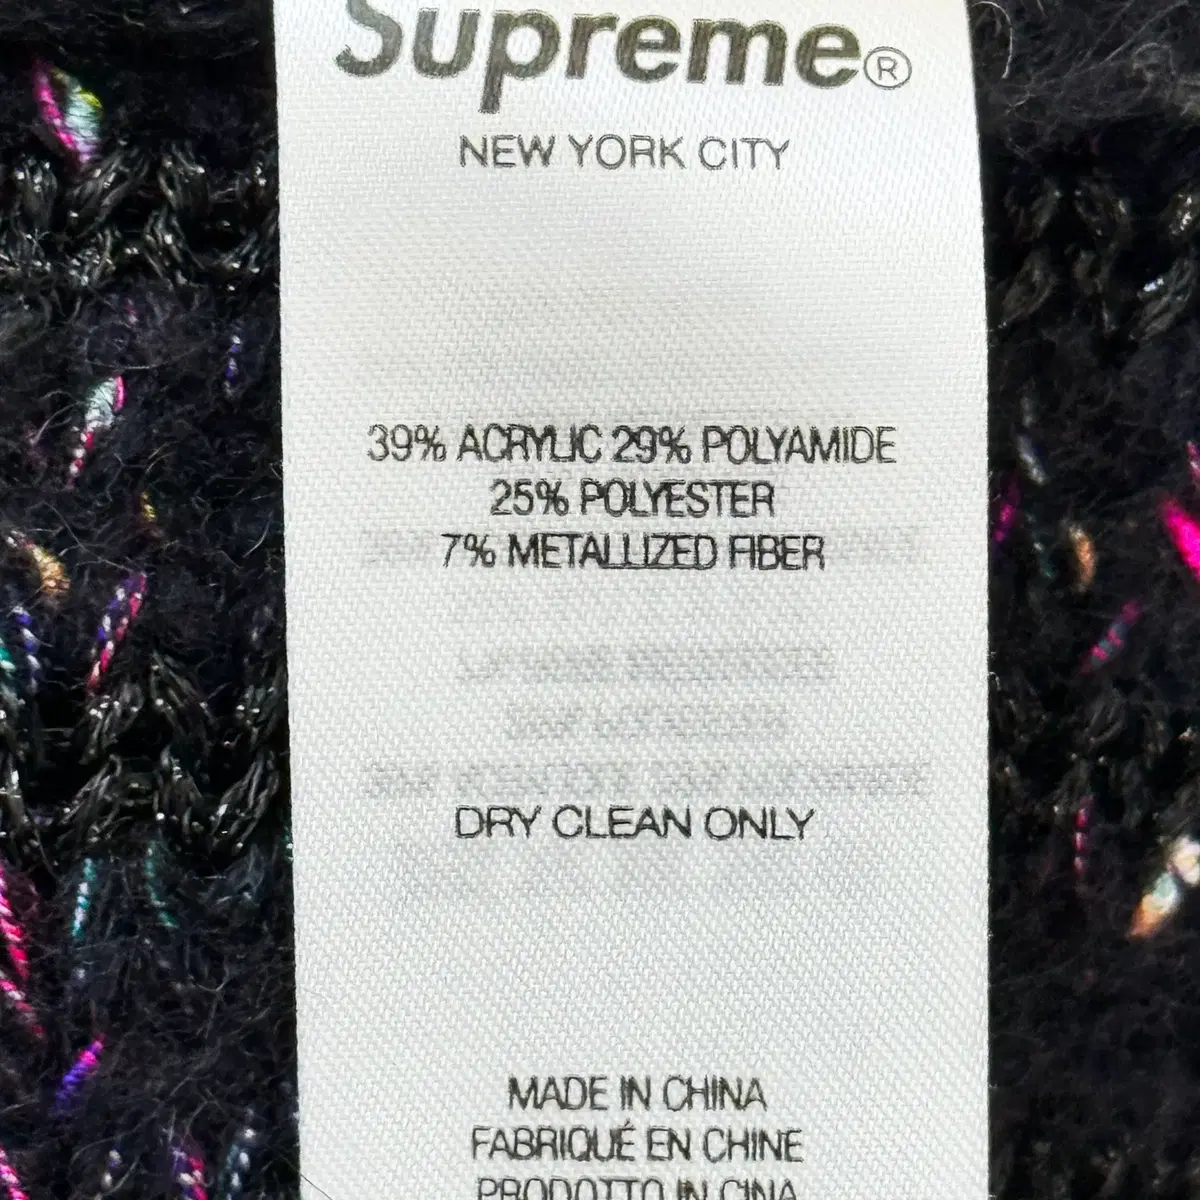 Supreme®
NEW YORK CITY
39% ACRYLIC 29% POLYAMIDE
25% POLYESTER
7% METALLIZED FIBER
DRY CLEAN ONLY
MADE IN CHINA
FABRIQUÉ EN CHINE
PRODOTTO IN CINA